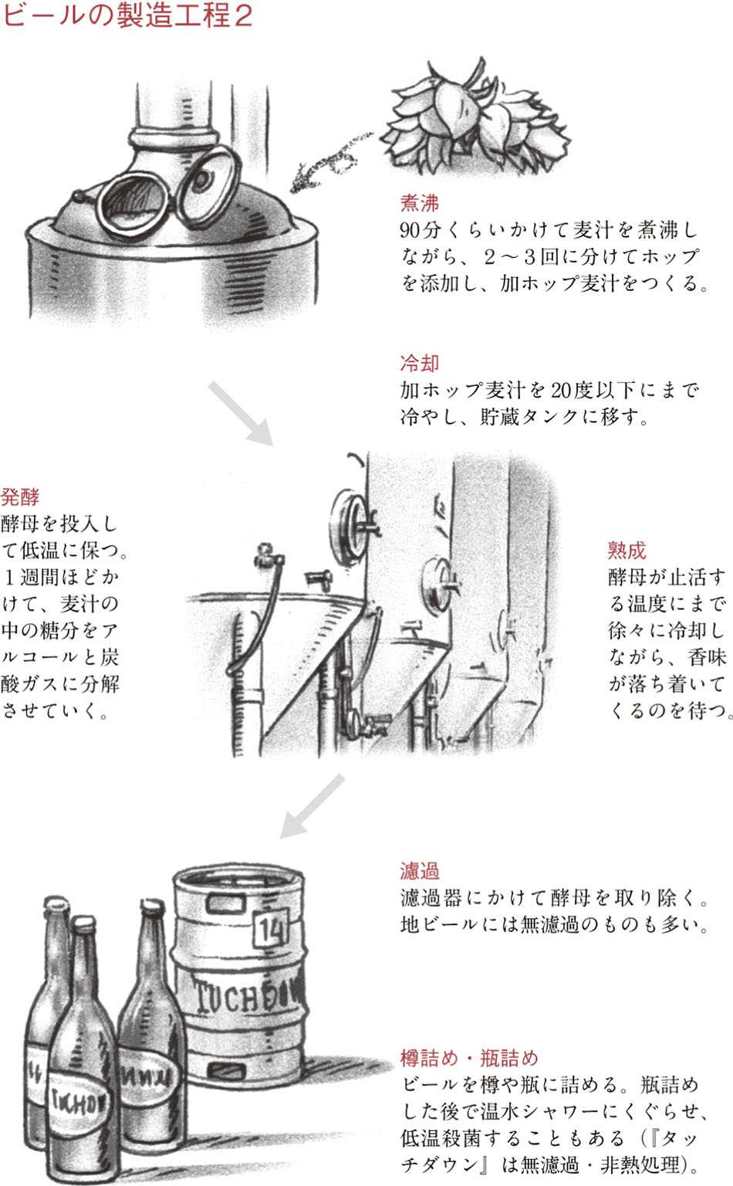 ビールの製造工程2
煮沸
90分くらいかけて麦汁を煮沸し
ながら、2〜3回に分けてホップ
を添加し、加ホップ麦汁をつくる。
冷却
加ホップ麦汁を20度以下にまで
冷やし、貯蔵タンクに移す。
発酵
酵母を投入し
て低温に保つ。
1週間ほどか
けて、麦汁の
中の糖分をア
ルコールと炭
酸ガスに分解
させていく。
熟成
酵母が止活す
る温度にまで
徐々に冷却し
ながら、香味
が落ち着いて
くるのを待つ。
濾過
濾過器にかけて酵母を取り除く。
地ビールには無濾過のものも多い。
14
樽詰め・瓶詰め
ビールを樽や瓶に詰める。瓶詰め
した後で温水シャワーにくぐらせ、
低温殺菌することもある（『タッ
チダウン』は無濾過・非熱処理）。